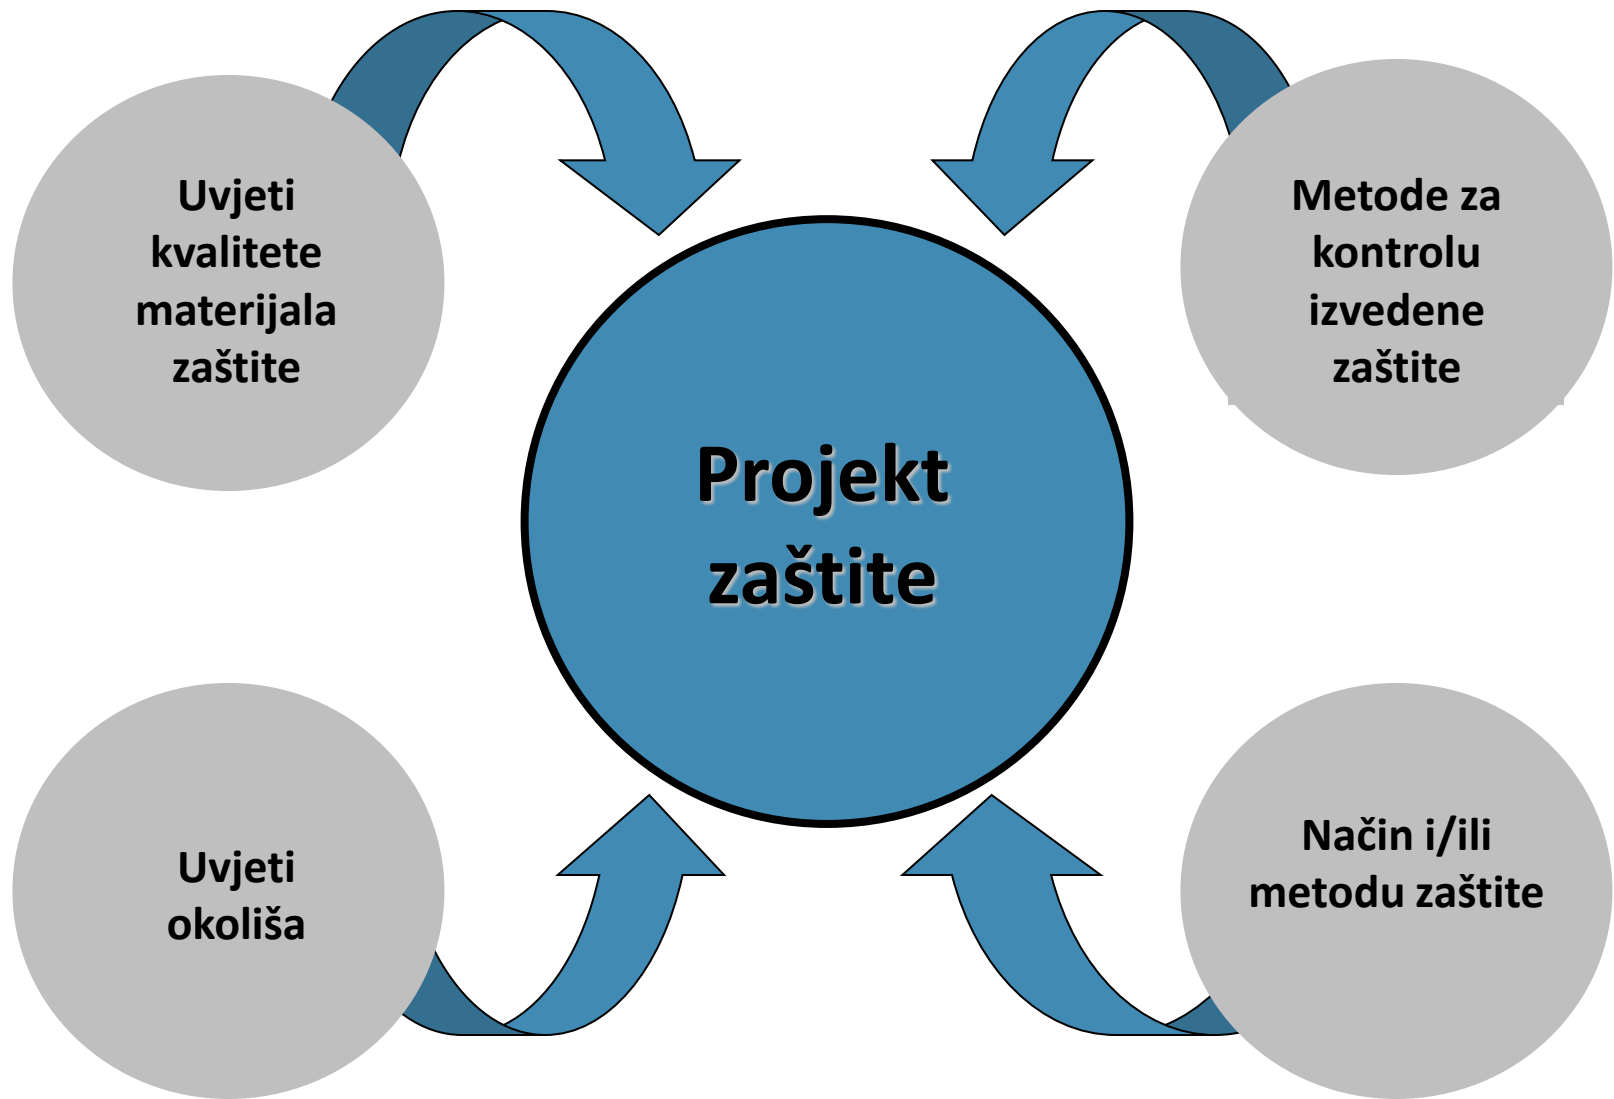 Uvjeti
kvalitete
materijala
zaštite
Metode za
kontrolu
izvedene
zaštite
Projekt
zaštite
Uvjeti
okoliša
Način i/ili
metodu zaštite